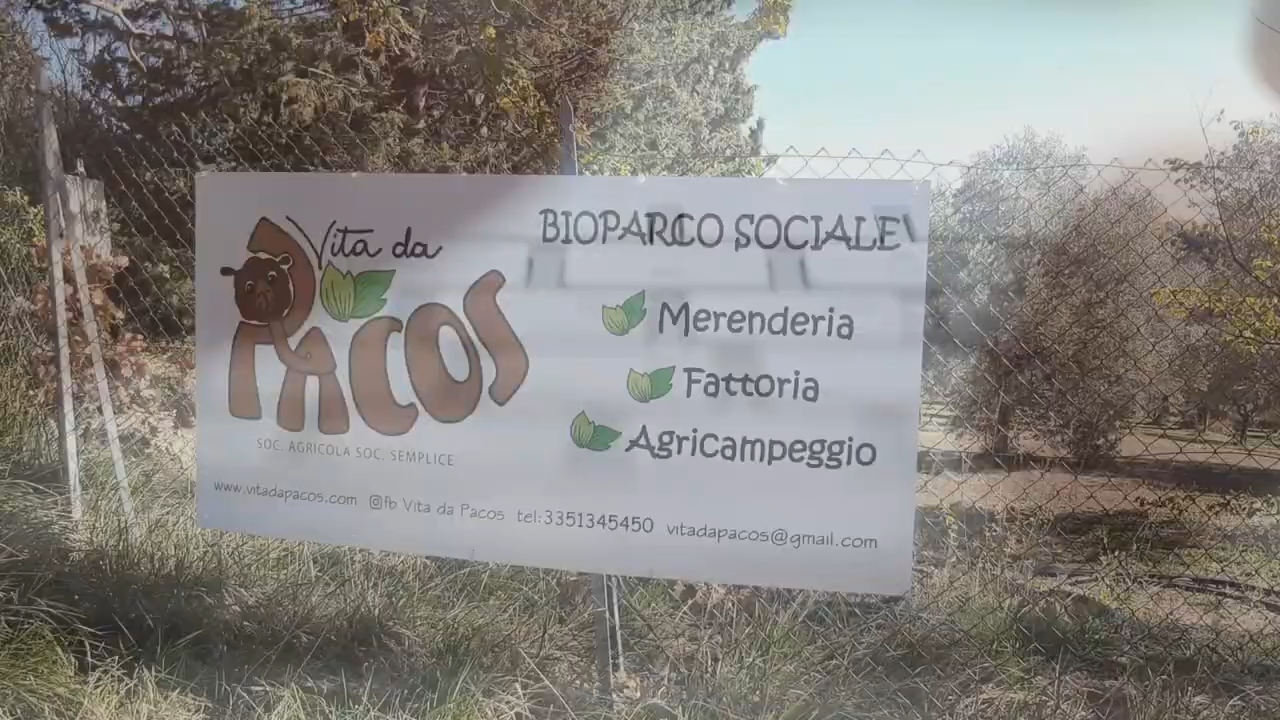 Vita da
PACOS
SOC. AGRICOLA SOC. SEMPLICE
BIOPARCO SOCIALE
Merenderia
Fattoria
Agricampeggio
www.vitadapacos.com fb Vita da Pacos tel:3351345450 vitadapacos@gmail.com